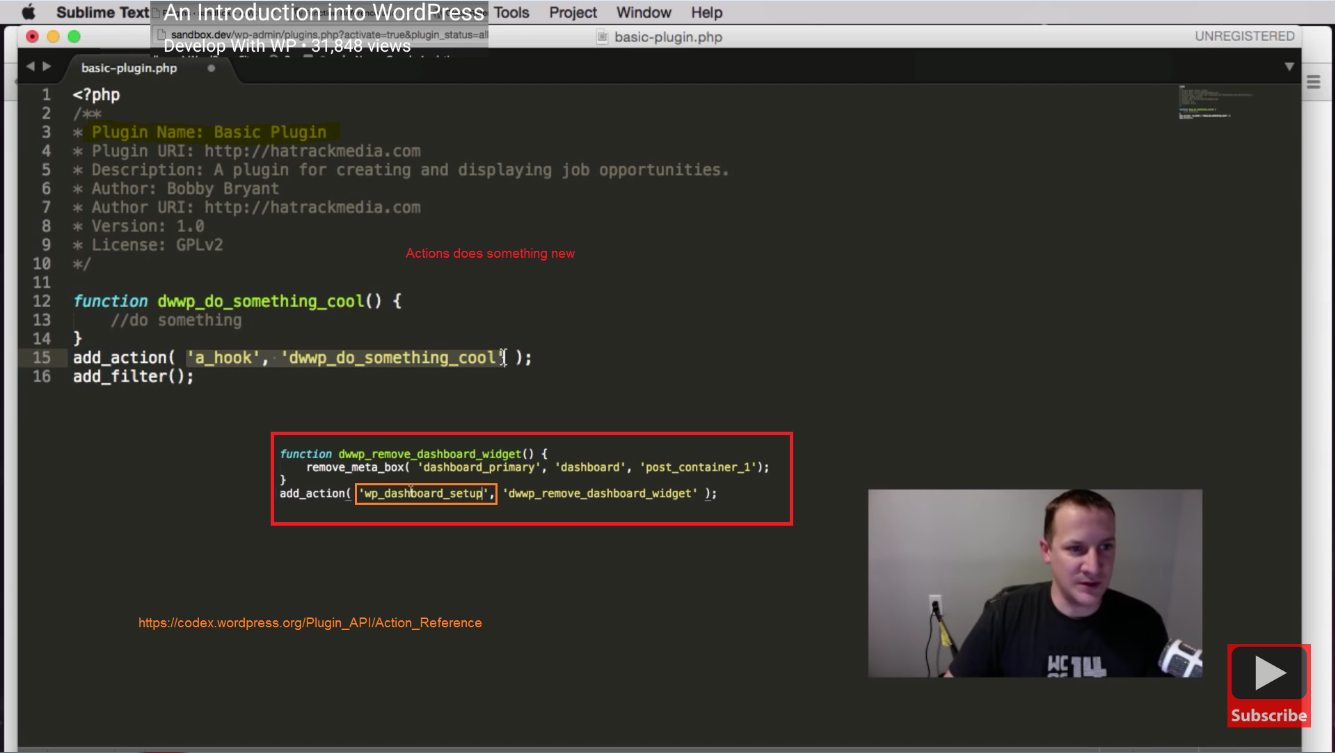 Sublime Text
An Introduction into WordPress
Tools Project Window Help
sandbox.dev/wp-admin/plugins.php?activate=true&plugin_status=all
Develop With WP • 31,848 views
basic-plugin.php
UNREGISTERED
basic-plugin.php
1 <?php
2 /**
3 * Plugin Name: Basic Plugin
4 * Plugin URI: http://hatrackmedia.com
5 * Description: A plugin for creating and displaying job opportunities.
6 * Author: Bobby Bryant
7 * Author URI: http://hatrackmedia.com
8 * Version: 1.0
9 * License: GPLv2
Actions does something new
10 */
11
12 function dwwp_do_something_cool() {
13 //do something
14 }
15 add_action( 'a_hook', 'dwwp_do_something_cool' );
16 add_filter();
function dwwp_remove_dashboard_widget() {
remove_meta_box( 'dashboard_primary', 'dashboard', 'post_container_1');
}
add_action( 'wp_dashboard_setup', 'dwwp_remove_dashboard_widget' );
https://codex.wordpress.org/Plugin_API/Action_Reference
WC
14
Subscribe